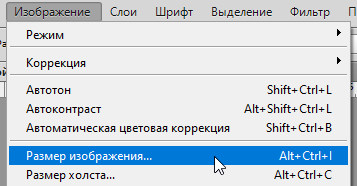 Изображение Слои Шрифт Выделение Фильтр
Режим
Коррекция
Автотон Shift+Ctrl+L
Автоконтраст Alt+Shift+Ctrl+L
Автоматическая цветовая коррекция Shift+Ctrl+B
Размер изображения... Alt+Ctrl+I
Размер холста... Alt+Ctrl+C